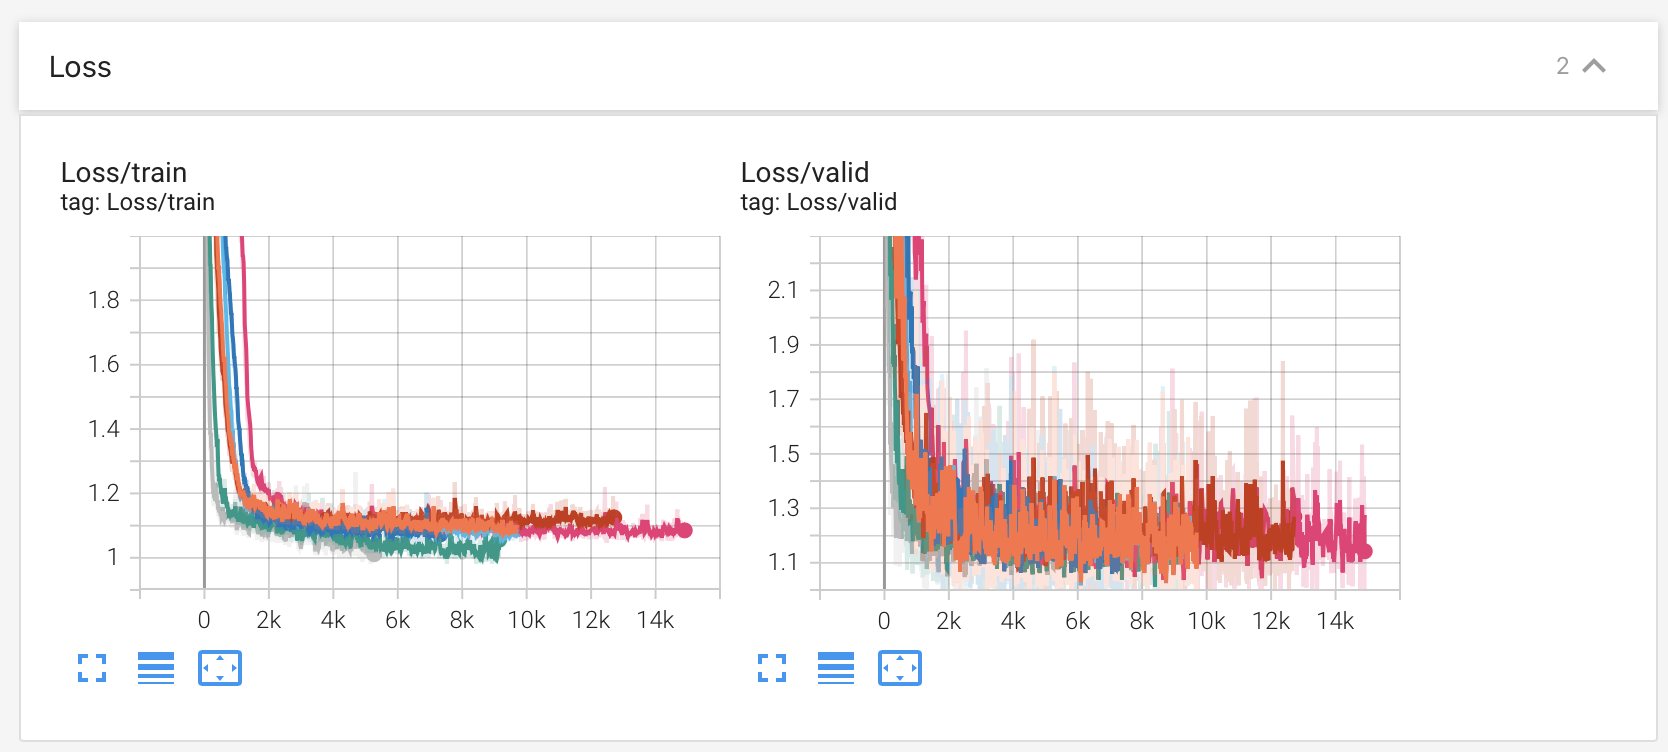 Loss
2
Loss/train
tag: Loss/train
1.8
1.6
1.4
1.2
1
0 2k 4k 6k 8k 10k 12k 14k
Loss/valid
tag: Loss/valid
2.1
1.9
1.7
1.5
1.3
1.1
0 2k 4k 6k 8k 10k 12k 14k